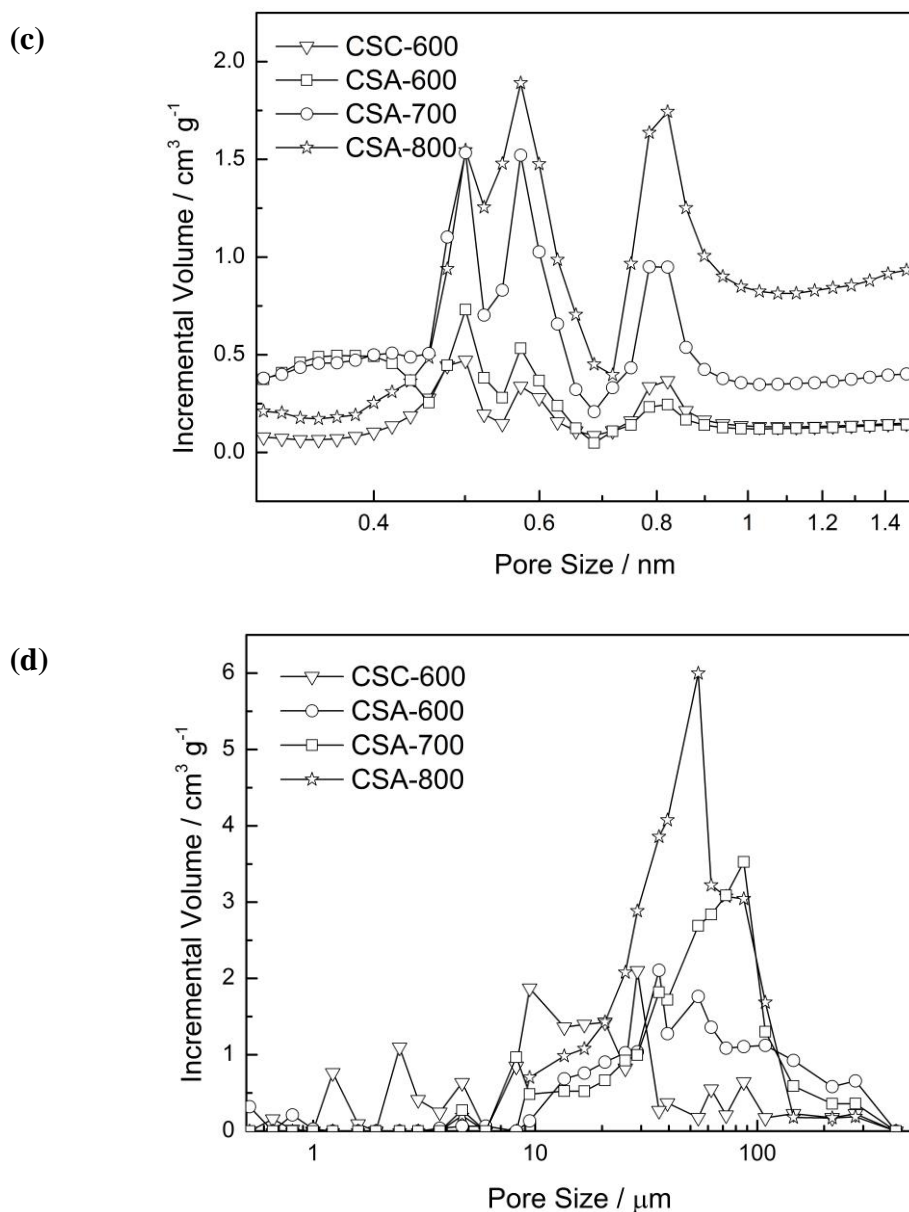 (c)
CSC-600
CSA-600
CSA-700
CSA-800
Incremental Volume / cm³ g⁻¹
2.0
1.5
1.0
0.5
0.0
0.4 0.6 0.8 1 1.2 1.4
Pore Size / nm
(d)
CSC-600
CSA-600
CSA-700
CSA-800
Incremental Volume / cm³ g⁻¹
6
5
4
3
2
1
0
1 10 100
Pore Size / μm